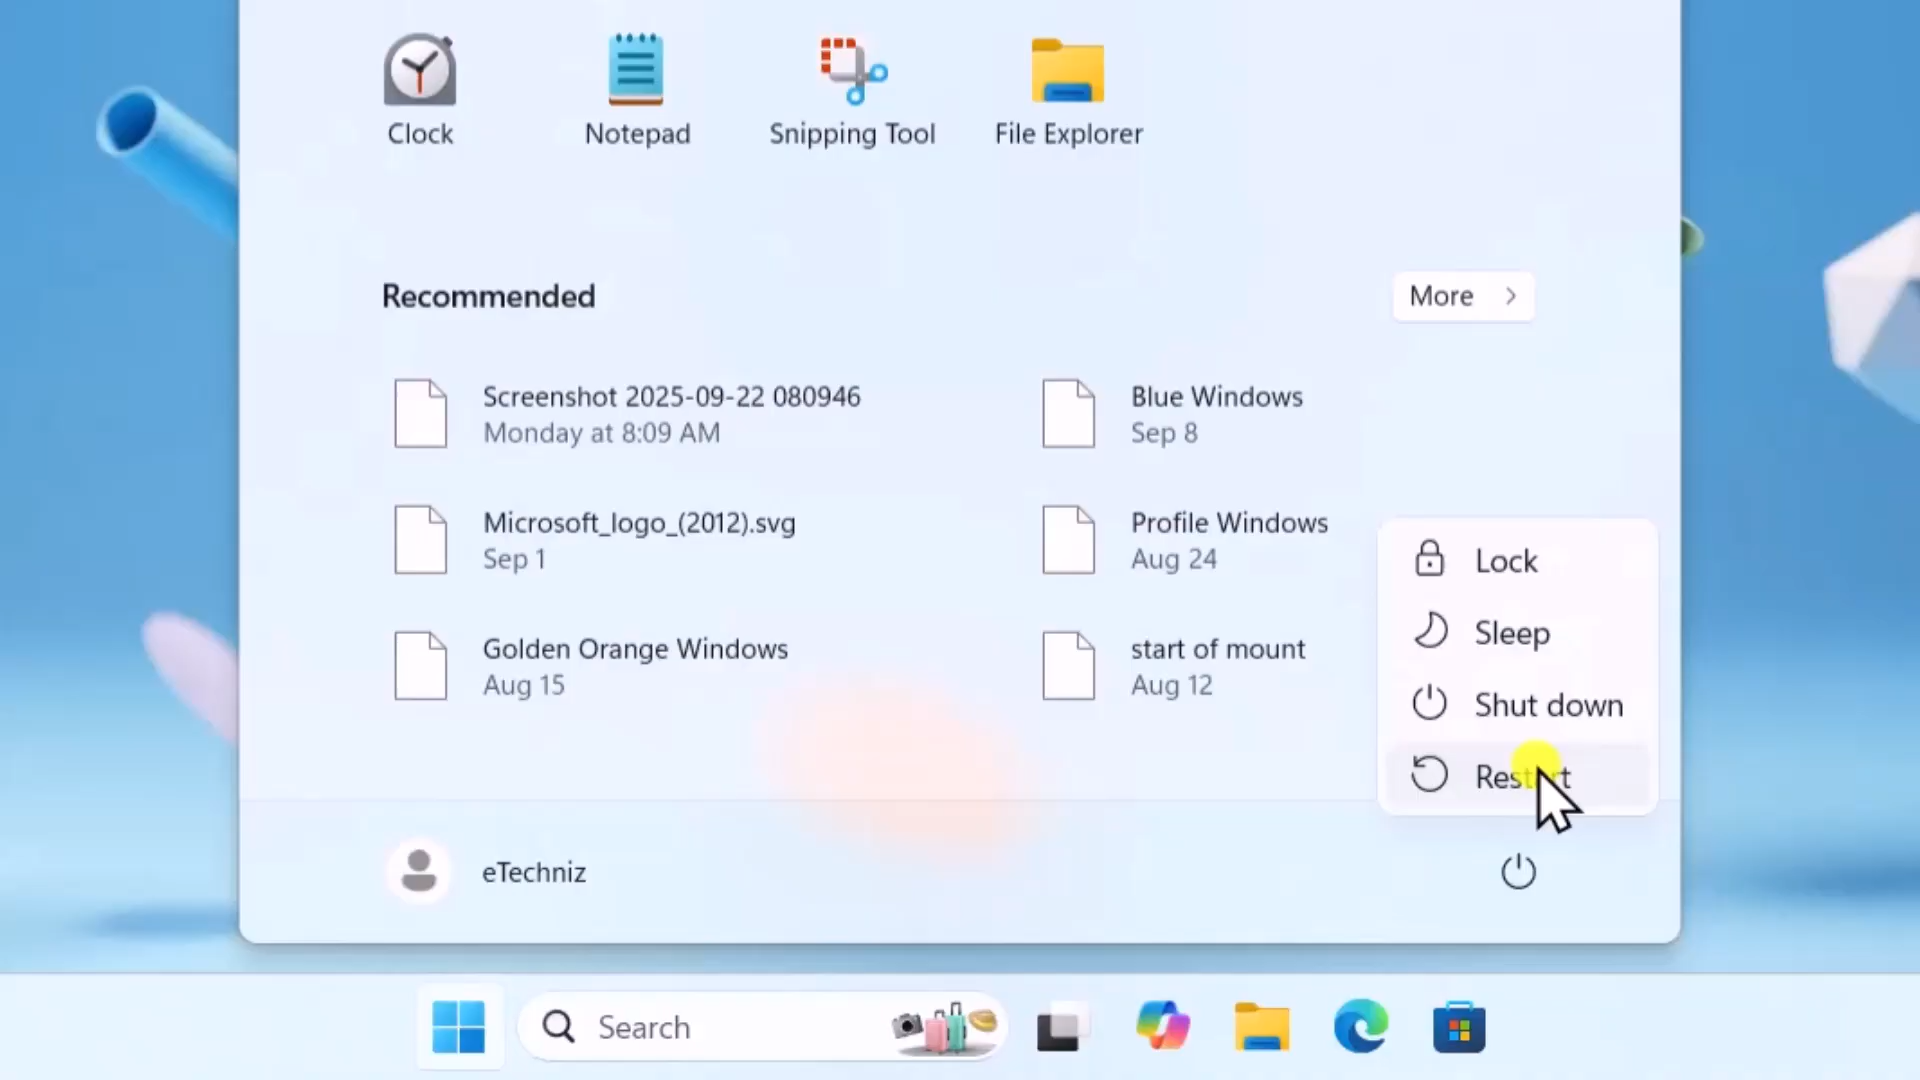 Clock
Notepad
Snipping Tool
File Explorer
Recommended
More
Screenshot 2025-09-22 080946
Monday at 8:09 AM
Blue Windows
Sep 8
Microsoft_logo_(2012).svg
Sep 1
Profile Windows
Aug 24
Golden Orange Windows
Aug 15
start of mount
Aug 12
Lock
Sleep
Shut down
Restart
eTechniz
Search